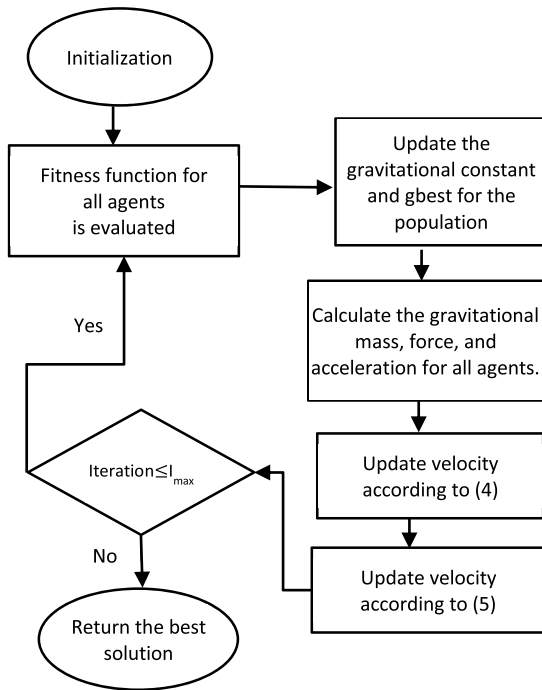 Initialization
Fitness function for
all agents
is evaluated
Update the
gravitational constant
and gbest for the
population
Calculate the gravitational
mass, force, and
acceleration for all agents.
Update velocity
according to (4)
Update velocity
according to (5)
Iteration≤I_max
Yes
No
Return the best
solution